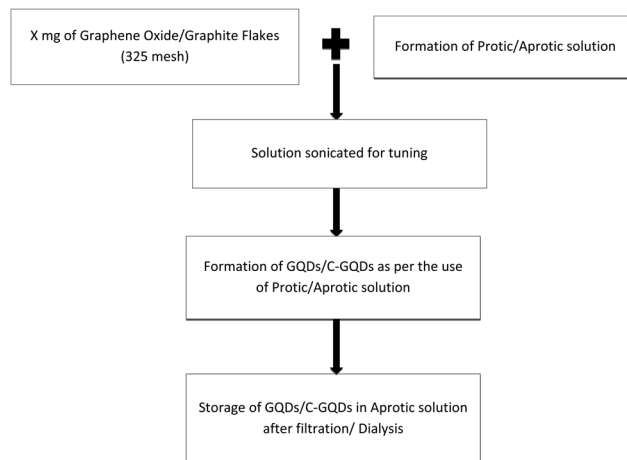 X mg of Graphene Oxide/Graphite Flakes
(325 mesh)
Formation of Protic/Aprotic solution
Solution sonicated for tuning
Formation of GQDs/C-GQDs as per the use
of Protic/Aprotic solution
Storage of GQDs/C-GQDs in Aprotic solution
after filtration/ Dialysis